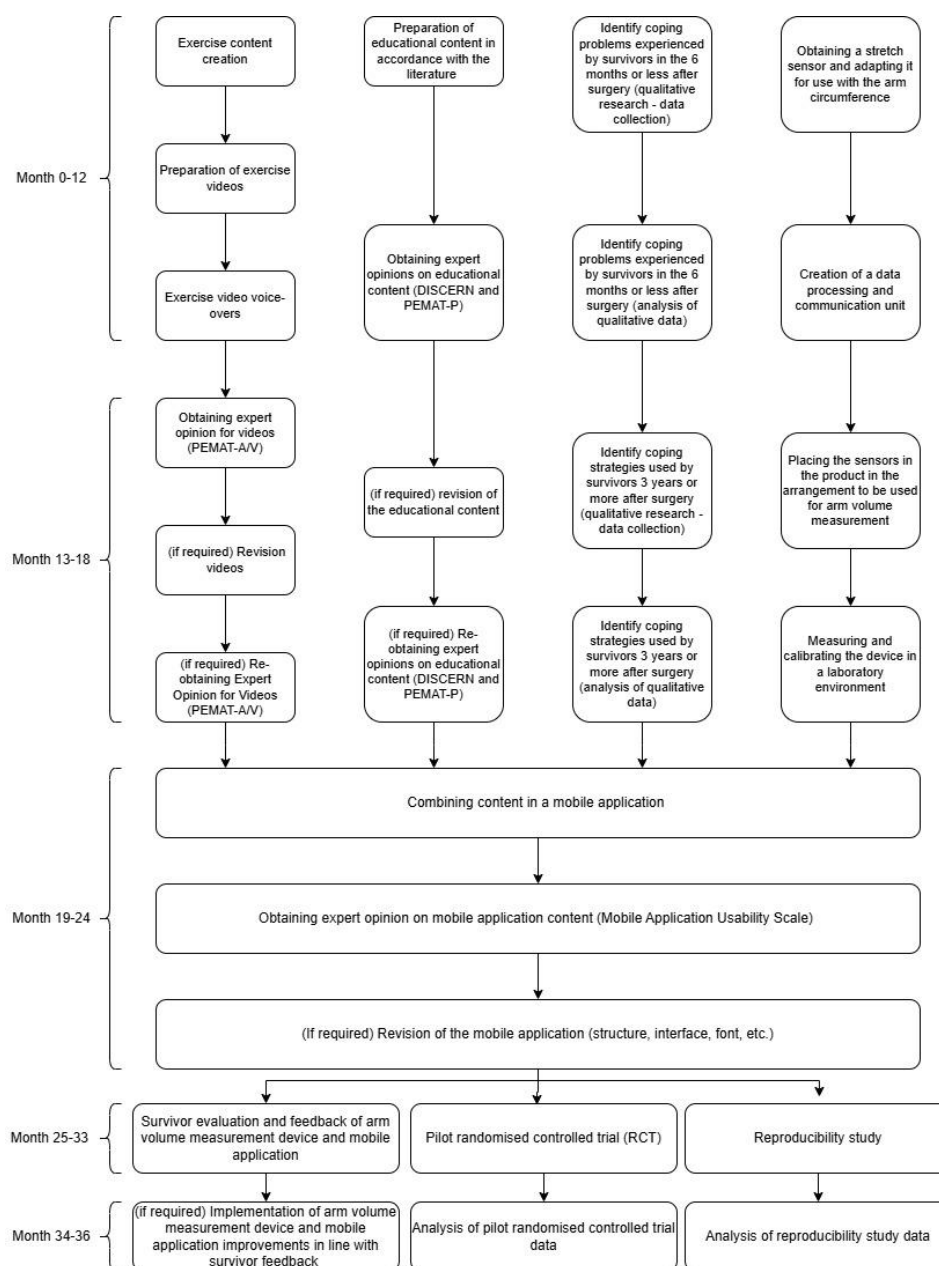 Month 0-12
Exercise content
creation
Preparation of
educational content in
accordance with the
literature
Identify coping
problems experienced
by survivors in the 6
months or less after
surgery (qualitative
research - data
collection)
Obtaining a stretch
sensor and adapting it
for use with the arm
circumference
Preparation of exercise
videos
Exercise video voice-
overs
Obtaining expert
opinions on educational
content (DISCERN and
PEMAT-P)
Identify coping
problems experienced
by survivors in the 6
months or less after
surgery (analysis of
qualitative data)
Creation of a data
processing and
communication unit
Month 13-18
Obtaining expert
opinion for videos
(PEMAT-A/V)
(if required) revision of
the educational content
Identify coping
strategies used by
survivors 3 years or
more after surgery
(qualitative research -
data collection)
Placing the sensors in
the product in the
arrangement to be used
for arm volume
measurement
(if required) Revision
videos
(if required) Re-
obtaining Expert
Opinion for Videos
(PEMAT-A/V)
(if required) Re-
obtaining expert
opinions on educational
content (DISCERN and
PEMAT-P)
Identify coping
strategies used by
survivors 3 years or
more after surgery
(analysis of qualitative
data)
Measuring and
calibrating the device in
a laboratory
environment
Month 19-24
Combining content in a mobile application
Obtaining expert opinion on mobile application content (Mobile Application Usability Scale)
(If required) Revision of the mobile application (structure, interface, font, etc.)
Month 25-33
Survivor evaluation and feedback of arm
volume measurement device and mobile
application
Pilot randomised controlled trial (RCT)
Reproducibility study
Month 34-36
(if required) Implementation of arm volume
measurement device and mobile
application improvements in line with
survivor feedback
Analysis of pilot randomised controlled trial
data
Analysis of reproducibility study data